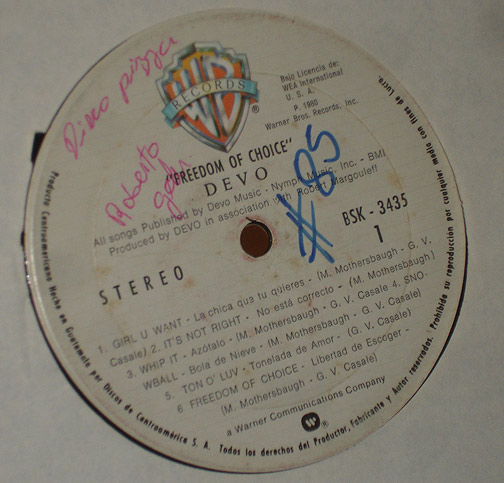 Disco pizza
Roberto
WB
RECORDS
®
Bajo Licencia de:
WEA International
U. S. A.
P. 1980
Warner Bros. Records, Inc.
"FREEDOM OF CHOICE"
DEVO
#85
All songs Published by Devo Music - Nymph Music, Inc. - BMI
Produced by DEVO in association with Robert Margouleff
BSK - 3435
1
STEREO
1. GIRL U WANT - La chica que tu quieres - (M. Mothersbaugh - G. V.
Casale) 2. IT'S NOT RIGHT - No está correcto - (M. Mothersbaugh)
3. WHIP IT - Azótalo - (M. Mothersbaugh - G. V. Casale 4. SNO-
WBALL - Bola de Nieve - (M. Mothersbaugh - G. V. Casale)
5. TON O' LUV - Tonelada de Amor - (G. V. Casale)
6 FREEDOM OF CHOICE - Libertad de Escoger -
(M. Mothersbaugh - G. V. Casale)
a Warner Communications Company
Producto Centroamericano Hecho en Guatemala por Discos de Centroamérica S. A. Todos los derechos del Productor, Fabricante y Autor reservados. Prohibida su reproducción por cualquier medio con fines de Lucro.